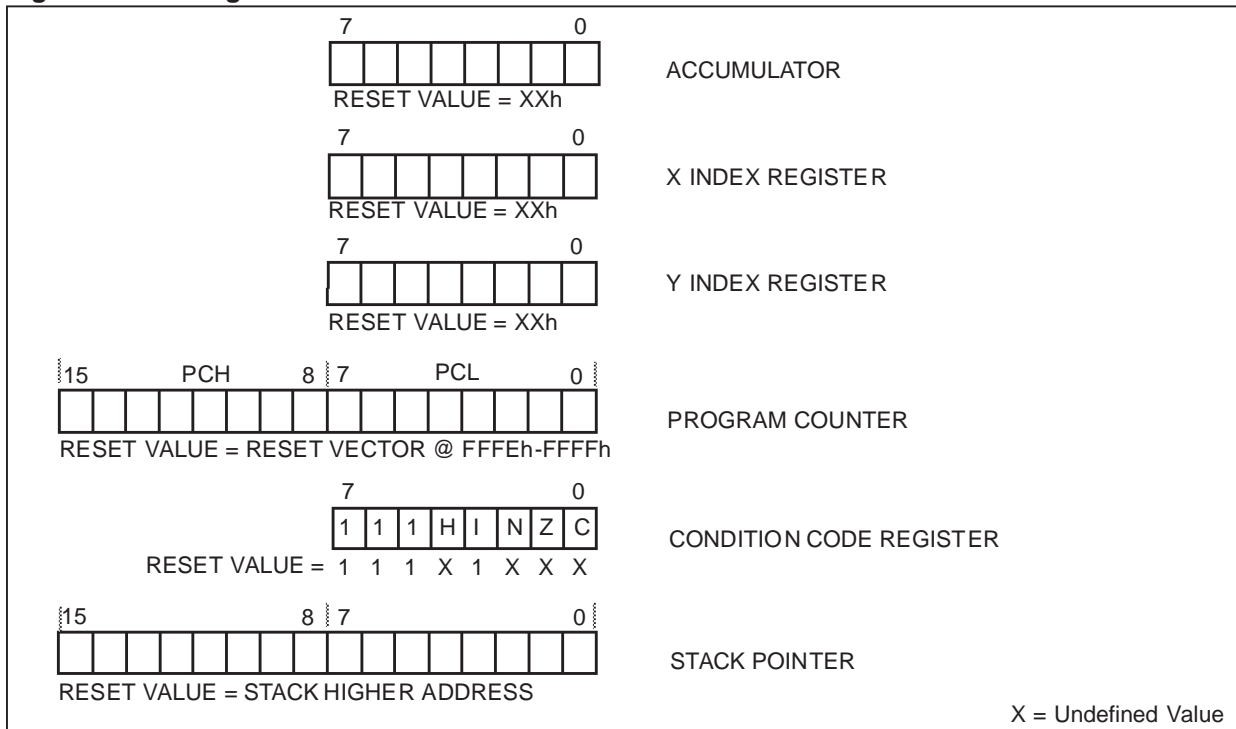 7 0
ACCUMULATOR
RESET VALUE = XXh
7 0
X INDEX REGISTER
RESET VALUE = XXh
7 0
Y INDEX REGISTER
RESET VALUE = XXh
15 PCH 8 7 PCL 0
PROGRAM COUNTER
RESET VALUE = RESET VECTOR @ FFFEh-FFFFh
7 0
1 1 1 H I N Z C
CONDITION CODE REGISTER
RESET VALUE = 1 1 1 X 1 X X X
15 8 7 0
STACK POINTER
RESET VALUE = STACK HIGHER ADDRESS
X = Undefined Value